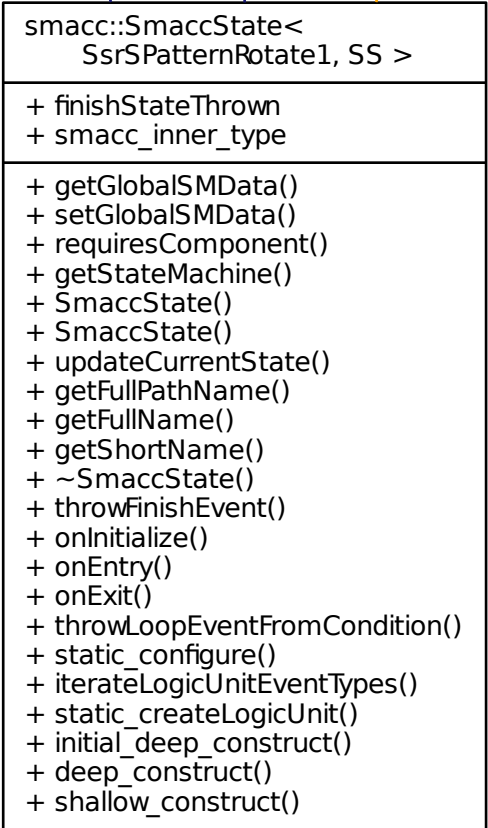 smacc::SmaccState<
SsrSPatternRotate1, SS >
+ finishStateThrown
+ smacc_inner_type
+ getGlobalSMData()
+ setGlobalSMData()
+ requiresComponent()
+ getStateMachine()
+ SmaccState()
+ SmaccState()
+ updateCurrentState()
+ getFullPathName()
+ getFullName()
+ getShortName()
+ ~SmaccState()
+ throwFinishEvent()
+ onInitialize()
+ onEntry()
+ onExit()
+ throwLoopEventFromCondition()
+ static_configure()
+ iterateLogicUnitEventTypes()
+ static_createLogicUnit()
+ initial_deep_construct()
+ deep_construct()
+ shallow_construct()